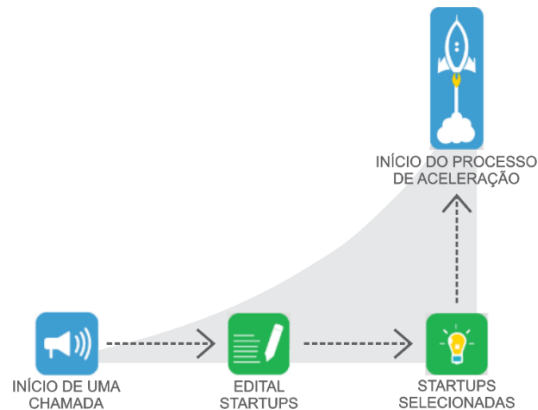 INÍCIO DO PROCESSO
DE ACELERAÇÃO
INÍCIO DE UMA
CHAMADA
EDITAL
STARTUPS
STARTUPS
SELECIONADAS